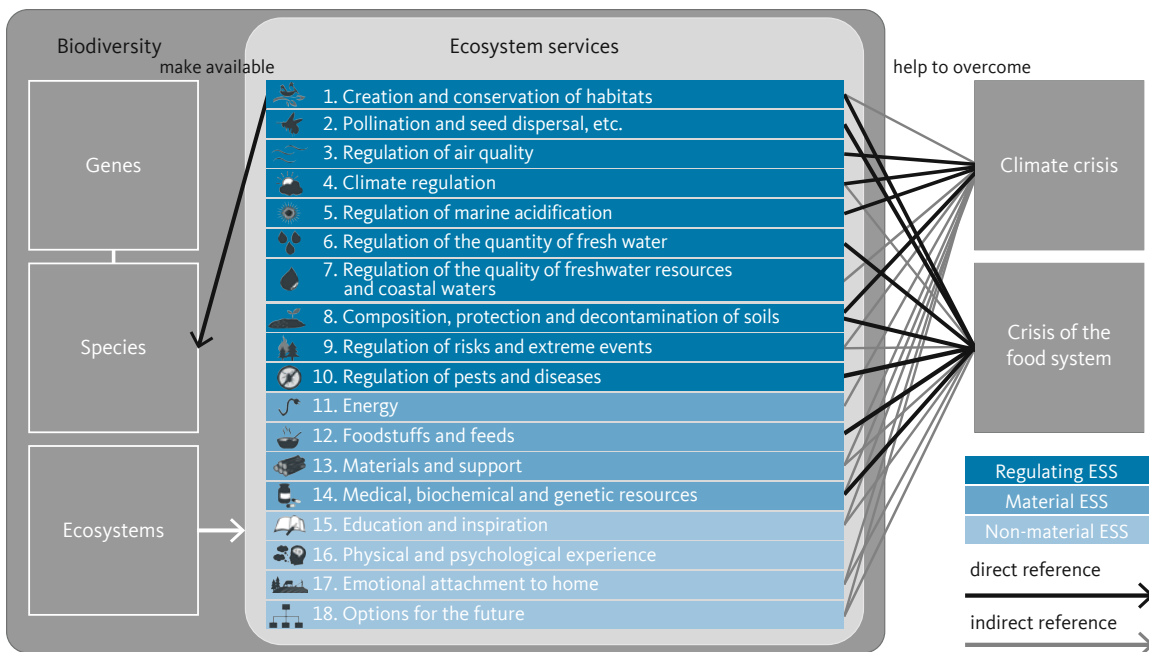 Biodiversity
make available
Ecosystem services
help to overcome
Genes
Species
Ecosystems
1. Creation and conservation of habitats
2. Pollination and seed dispersal, etc.
3. Regulation of air quality
4. Climate regulation
5. Regulation of marine acidification
6. Regulation of the quantity of fresh water
7. Regulation of the quality of freshwater resources
and coastal waters
8. Composition, protection and decontamination of soils
9. Regulation of risks and extreme events
10. Regulation of pests and diseases
11. Energy
12. Foodstuffs and feeds
13. Materials and support
14. Medical, biochemical and genetic resources
15. Education and inspiration
16. Physical and psychological experience
17. Emotional attachment to home
18. Options for the future
Climate crisis
Crisis of the
food system
Regulating ESS
Material ESS
Non-material ESS
direct reference
indirect reference